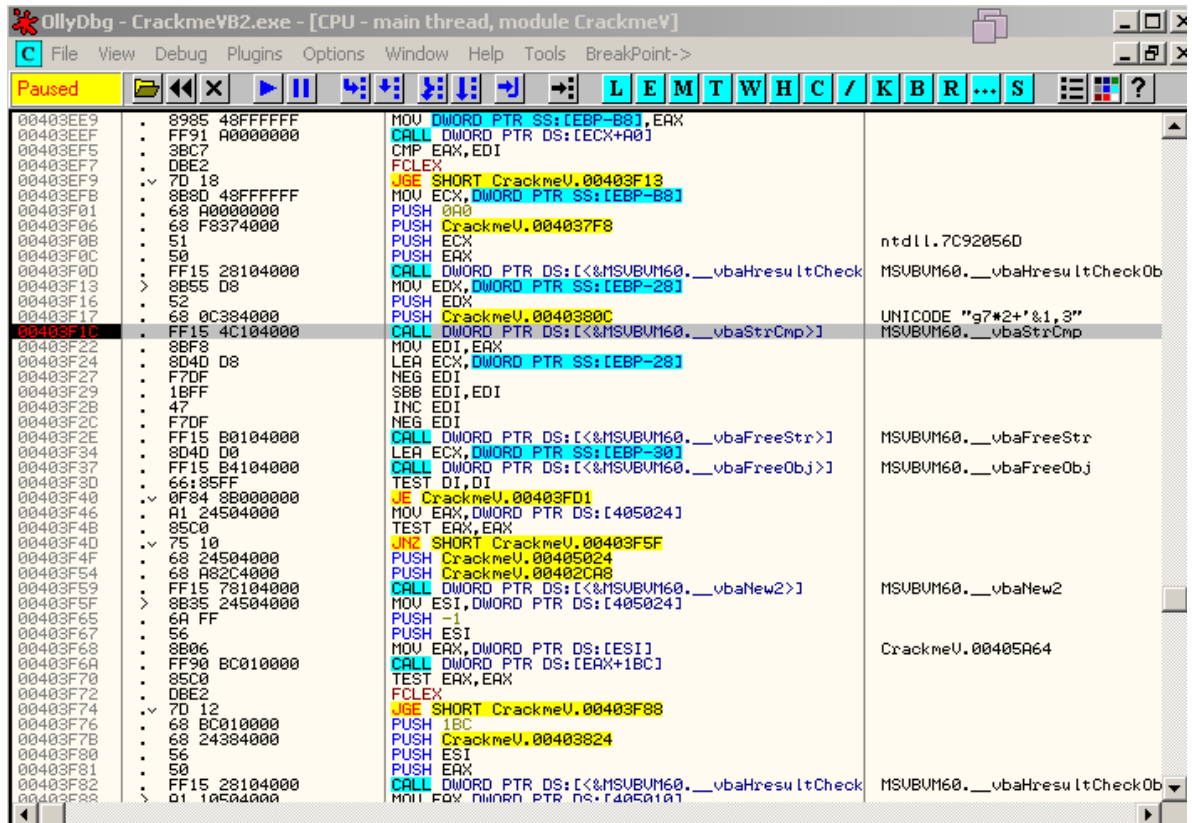 OllyDbg - CrackmeVB2.exe - [CPU - main thread, module CrackmeV]
C File View Debug Plugins Options Window Help Tools BreakPoint->
Paused L E M T W H C / K B R ... S ?
00403EE9 . 8985 48FFFFFF MOV DWORD PTR SS:[EBP-B8],EAX
00403EEF . FF91 A0000000 CALL DWORD PTR DS:[ECX+A0]
00403EF5 . 3BC7 CMP EAX,EDI
00403EF7 . DBE2 FCLEX
00403EF9 .v 7D 18 JGE SHORT CrackmeV.00403F13
00403EFB . 8B8D 48FFFFFF MOV ECX,DWORD PTR SS:[EBP-B8]
00403F01 . 68 A0000000 PUSH 0A0
00403F06 . 68 F8374000 PUSH CrackmeV.004037F8
00403F0B . 51 PUSH ECX ntdll.7C92056D
00403F0C . 50 PUSH EAX
00403F0D . FF15 28104000 CALL DWORD PTR DS:[<&MSVBVM60.__vbaHresultCheck MSVBVM60.__vbaHresultCheckOb
00403F13 > 8B55 D8 MOV EDX,DWORD PTR SS:[EBP-28]
00403F16 . 52 PUSH EDX
00403F17 . 68 0C384000 PUSH CrackmeV.0040380C UNICODE "g7*2+'&1,3"
00403F1C . FF15 4C104000 CALL DWORD PTR DS:[<&MSVBVM60.__vbaStrCmp>] MSVBVM60.__vbaStrCmp
00403F22 . 8BF8 MOV EDI,EAX
00403F24 . 8D4D D8 LEA ECX,DWORD PTR SS:[EBP-28]
00403F27 . F7DF NEG EDI
00403F29 . 1BFF SBB EDI,EDI
00403F2B . 47 INC EDI
00403F2C . F7DF NEG EDI
00403F2E . FF15 B0104000 CALL DWORD PTR DS:[<&MSVBVM60.__vbaFreeStr>] MSVBVM60.__vbaFreeStr
00403F34 . 8D4D D0 LEA ECX,DWORD PTR SS:[EBP-30]
00403F37 . FF15 B4104000 CALL DWORD PTR DS:[<&MSVBVM60.__vbaFreeObj>] MSVBVM60.__vbaFreeObj
00403F3D . 66:85FF TEST DI,DI
00403F40 .v 0F84 8B000000 JE CrackmeV.00403FD1
00403F46 . A1 24504000 MOV EAX,DWORD PTR DS:[405024]
00403F4B . 85C0 TEST EAX,EAX
00403F4D .v 75 10 JNZ SHORT CrackmeV.00403F5F
00403F4F . 68 24504000 PUSH CrackmeV.00405024
00403F54 . 68 A82C4000 PUSH CrackmeV.00402CA8
00403F59 . FF15 78104000 CALL DWORD PTR DS:[<&MSVBVM60.__vbaNew2>] MSVBVM60.__vbaNew2
00403F5F > 8B35 24504000 MOV ESI,DWORD PTR DS:[405024]
00403F65 . 6A FF PUSH -1
00403F67 . 56 PUSH ESI
00403F68 . 8B06 MOV EAX,DWORD PTR DS:[ESI] CrackmeV.00405A64
00403F6A . FF90 BC010000 CALL DWORD PTR DS:[EAX+1BC]
00403F70 . 85C0 TEST EAX,EAX
00403F72 . DBE2 FCLEX
00403F74 .v 7D 12 JGE SHORT CrackmeV.00403F88
00403F76 . 68 BC010000 PUSH 1BC
00403F7B . 68 24384000 PUSH CrackmeV.00403824
00403F80 . 56 PUSH ESI
00403F81 . 50 PUSH EAX
00403F82 . FF15 28104000 CALL DWORD PTR DS:[<&MSVBVM60.__vbaHresultCheck MSVBVM60.__vbaHresultCheckOb
00403F88 > A1 10504000 MOV EAX,DWORD PTR DS:[405010]